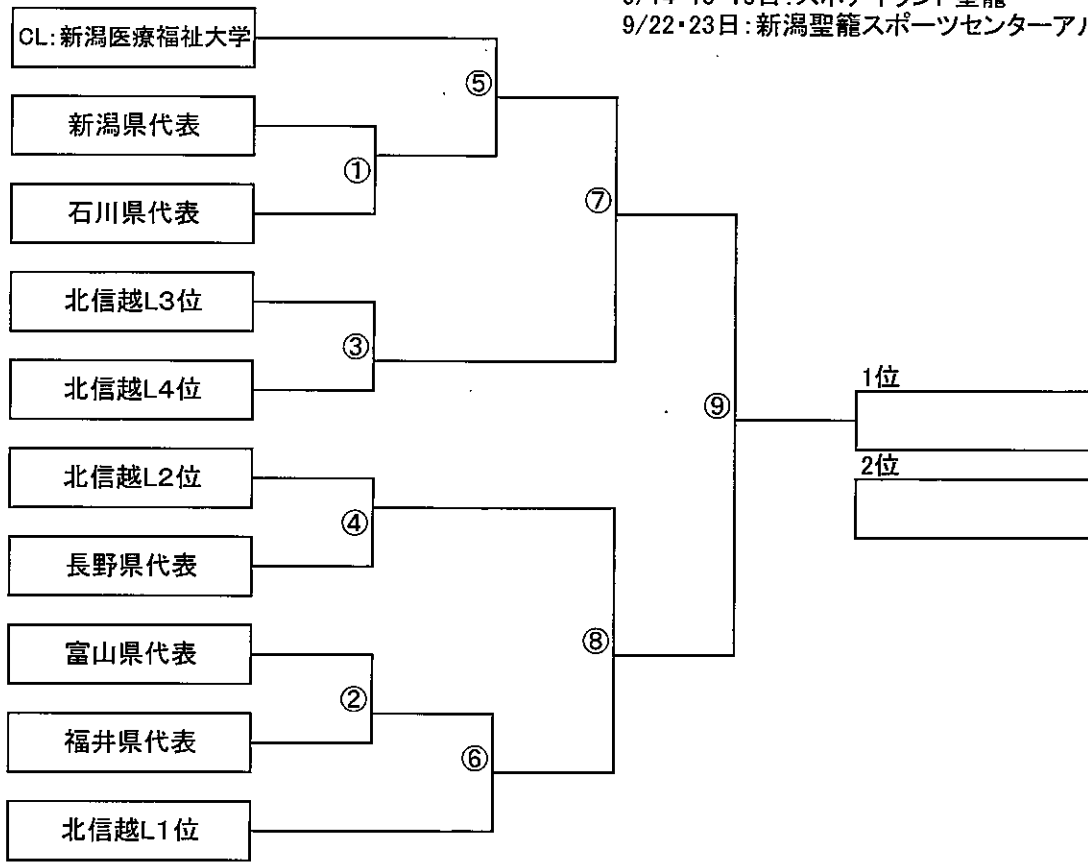 9/22・23日：新潟聖籠スポーツセンターアル
CL：新潟医療福祉大学
⑤
新潟県代表
①
石川県代表
⑦
北信越L3位
③
北信越L4位
1位
⑨
2位
北信越L2位
④
長野県代表
富山県代表
⑧
②
福井県代表
⑥
北信越L1位